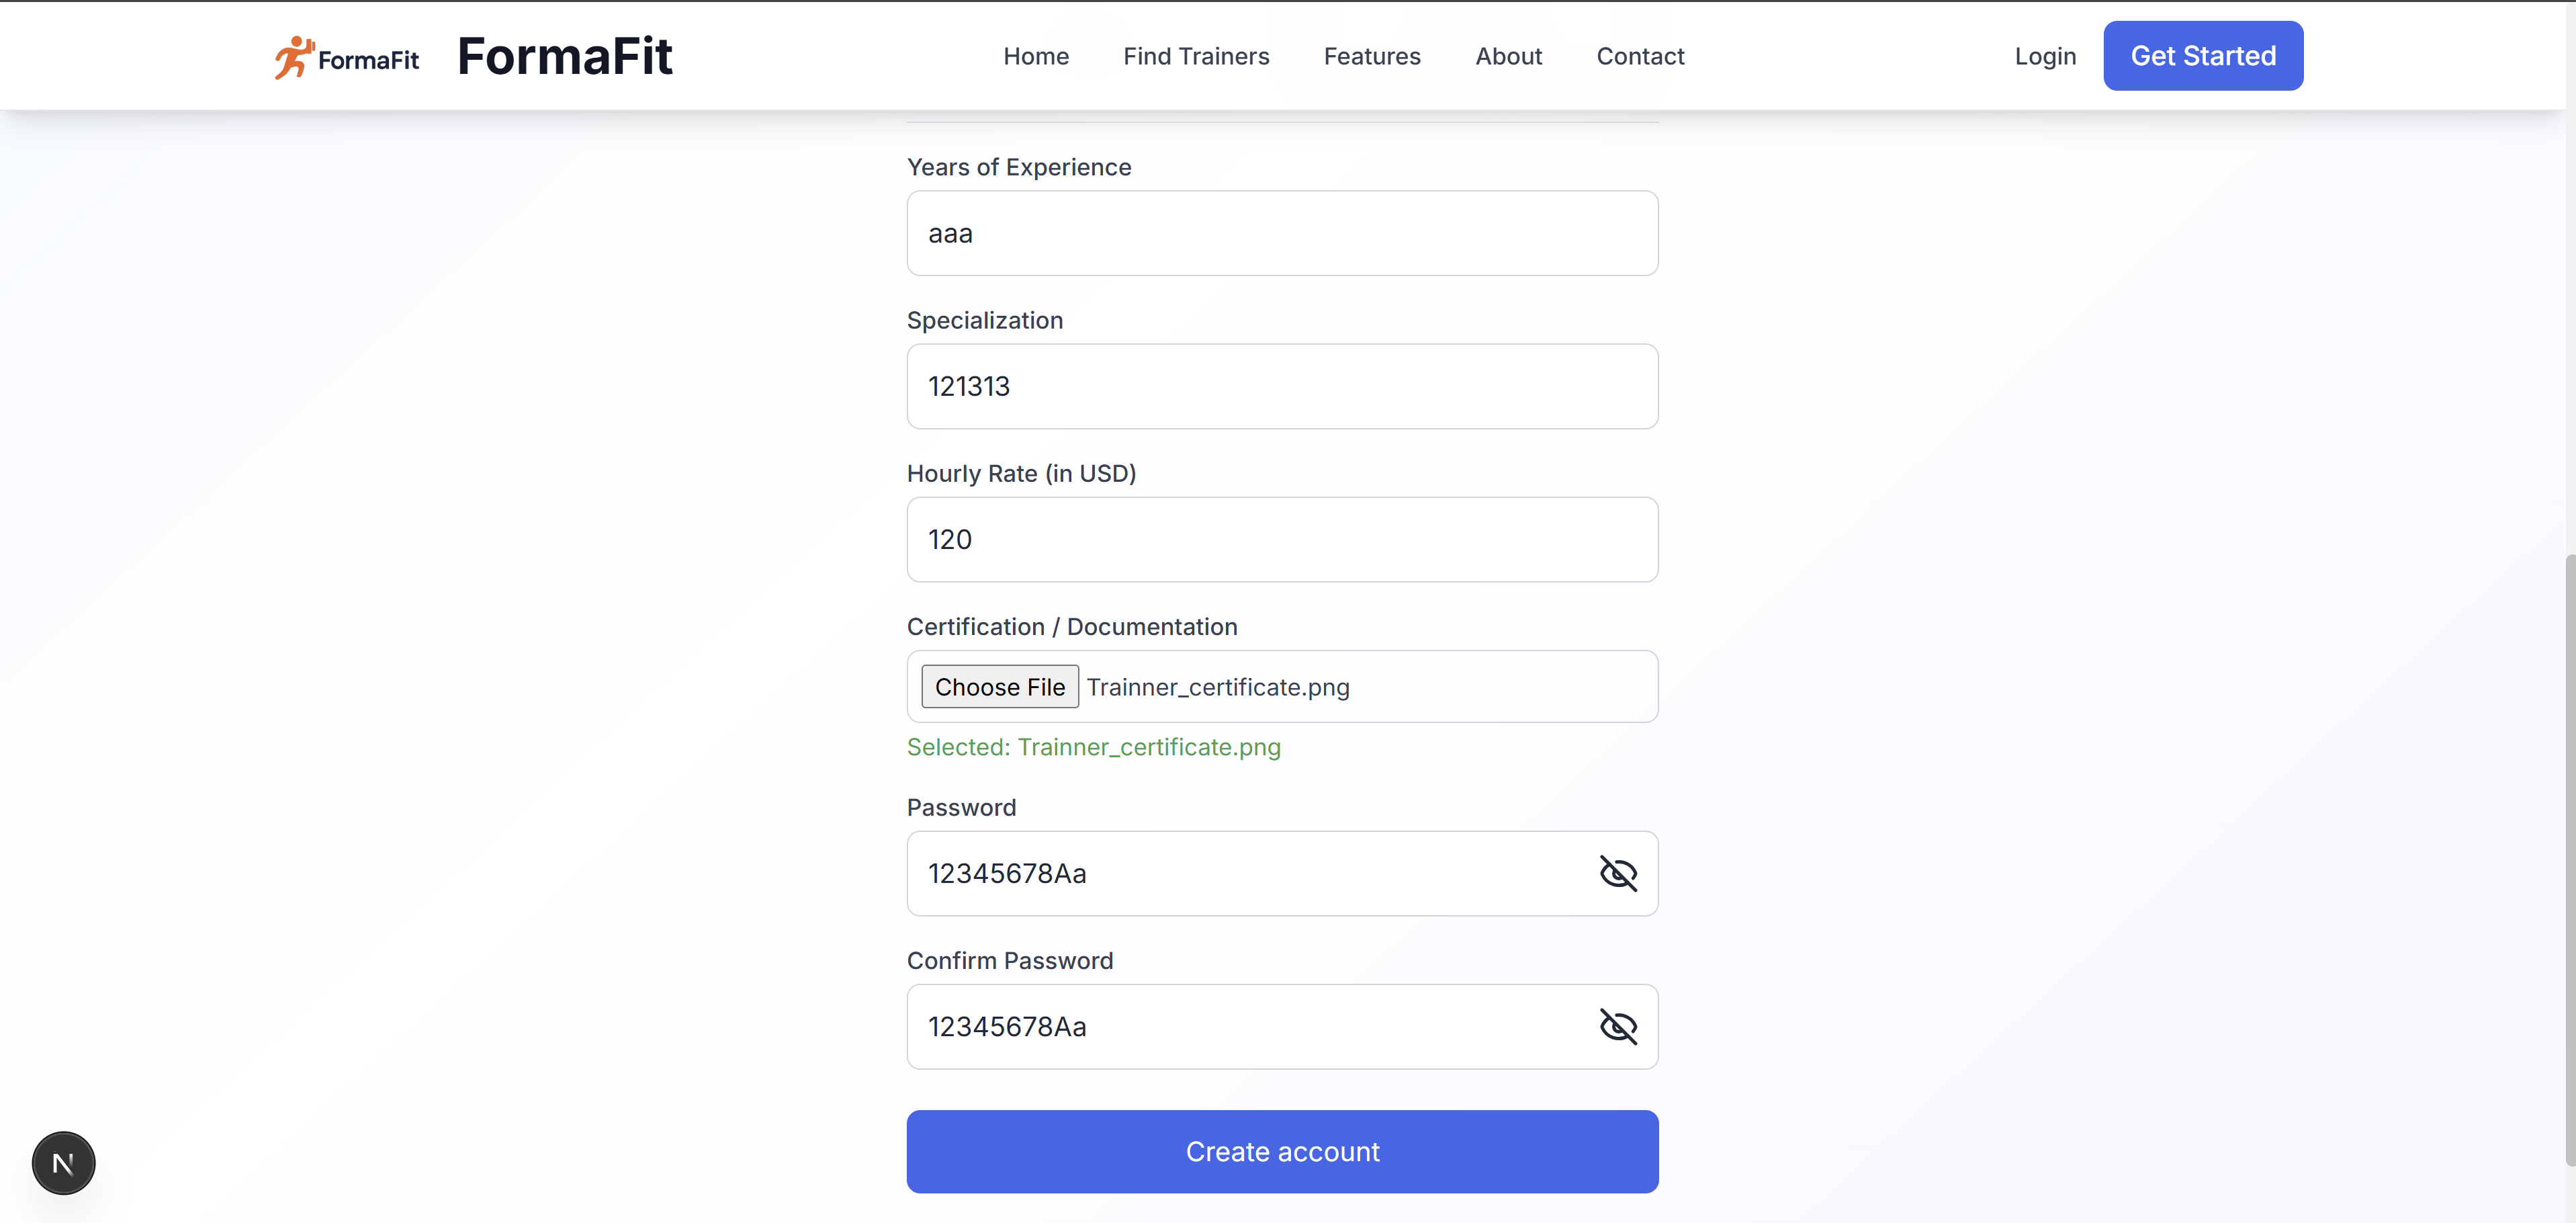 FormaFit
FormaFit
Home
Find Trainers
Features
About
Contact
Login
Get Started
Years of Experience
aaa
Specialization
121313
Hourly Rate (in USD)
120
Certification / Documentation
Choose File Trainner_certificate.png
Selected: Trainner_certificate.png
Password
12345678Aa
Confirm Password
12345678Aa
Create account
N